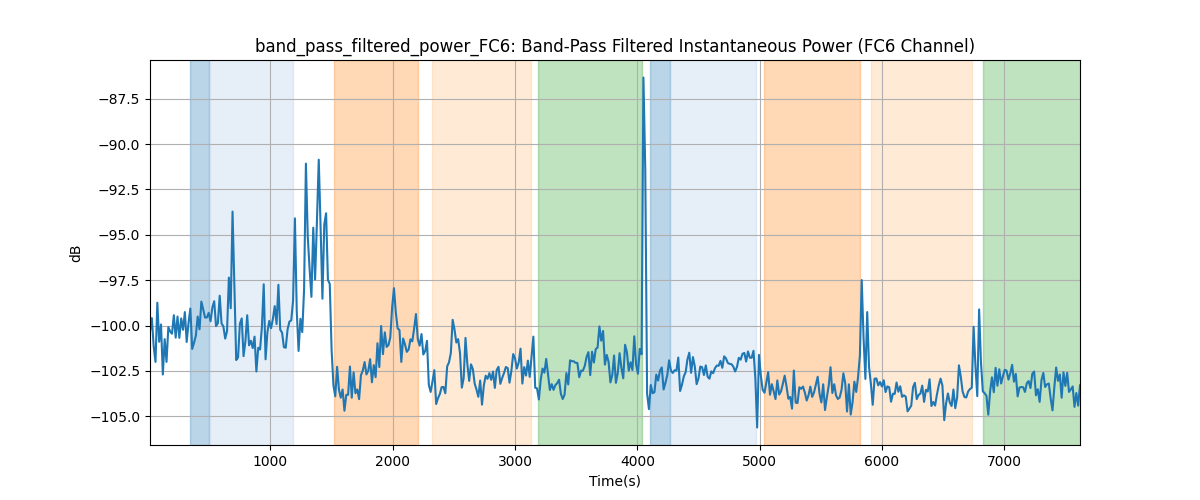 band_pass_filtered_power_FC6: Band-Pass Filtered Instantaneous Power (FC6 Channel)
−87.5
−90.0
−92.5
−95.0
−97.5
−100.0
−102.5
−105.0
dB
1000 2000 3000 4000 5000 6000 7000
Time(s)